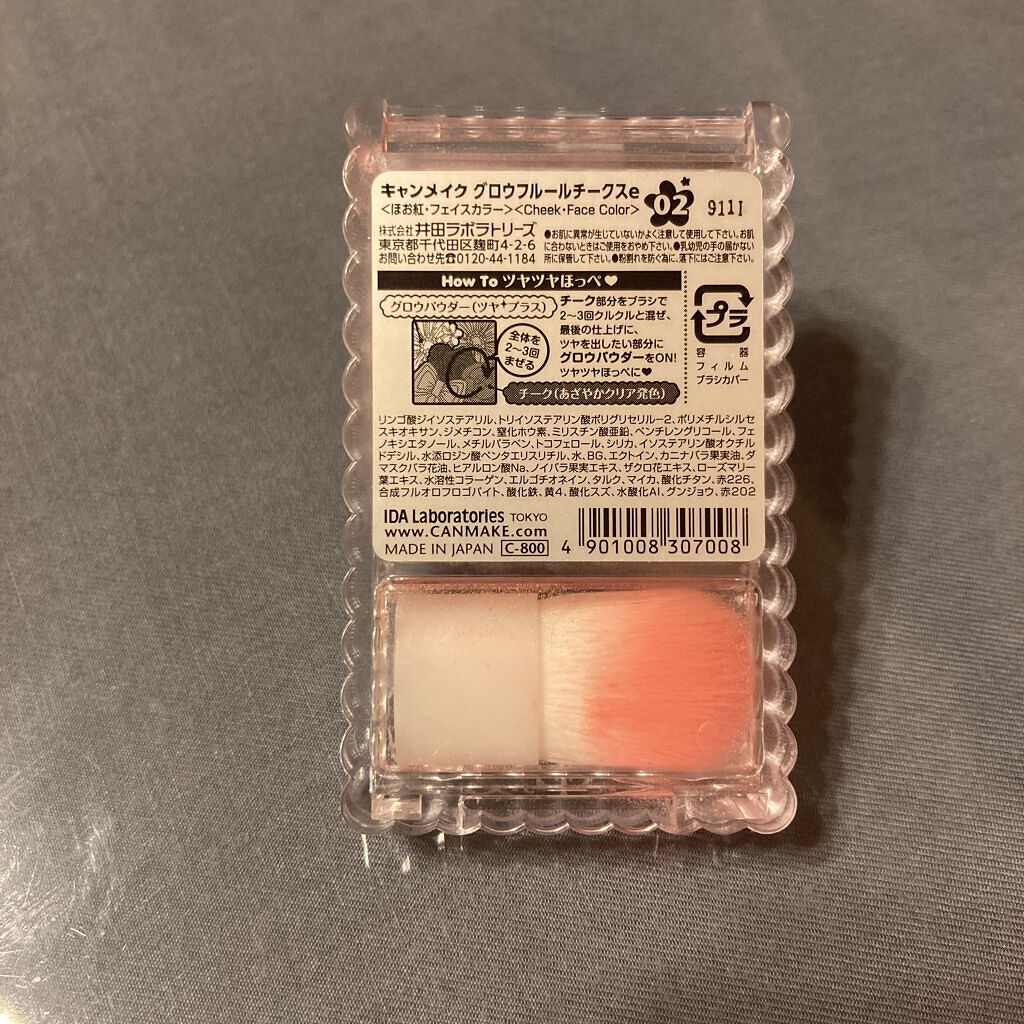 キャンメイク グロウフルールチークスe
<ほお紅・フェイスカラー><Cheek・Face Color>
02
9111
株式会社 井田ラボラトリーズ
東京都千代田区麹町4-2-6
お問い合わせ先☎0120-44-1184
●お肌に異常が生じていないかよく注意して使用して下さい。お肌
に合わないときはご使用をおやめ下さい。●乳幼児の手の届かない
所に保管して下さい。●粉割れを防ぐ為に、落下にはご注意下さい。
How To ツヤツヤほっぺ♥
グロウパウダー(ツヤ+プラス)
全体を
2〜3回
まぜる
チーク(あざやかクリア発色)
チーク部分をブラシで
2〜3回クルクルと混ぜ、
最後の仕上げに、
ツヤを出したい部分に
グロウパウダーをON!
ツヤツヤほっぺに♥
プラ
容器
フィルム
ブラシカバー
リンゴ酸ジイソステアリル、トリイソステアリン酸ポリグリセリル-2、ポリメチルシルセ
スキオキサン、ジメチコン、窒化ホウ素、ミリスチン酸亜鉛、ペンチレングリコール、フェ
ノキシエタノール、メチルパラベン、トコフェロール、シリカ、イソステアリン酸オクチル
ドデシル、水添ロジン酸ペンタエリスリチル、水、BG、エクトイン、カニナバラ果実油、ダ
マスクバラ花油、ヒアルロン酸Na、ノイバラ果実エキス、ザクロ花エキス、ローズマリー
葉エキス、水溶性コラーゲン、エルゴチオネイン、タルク、マイカ、酸化チタン、赤226、
合成フルオロフロゴパイト、酸化鉄、黄4、酸化スズ、水酸化Al、グンジョウ、赤202
IDA Laboratories TOKYO
www.CANMAKE.com
MADE IN JAPAN C-800
4 901008 307008